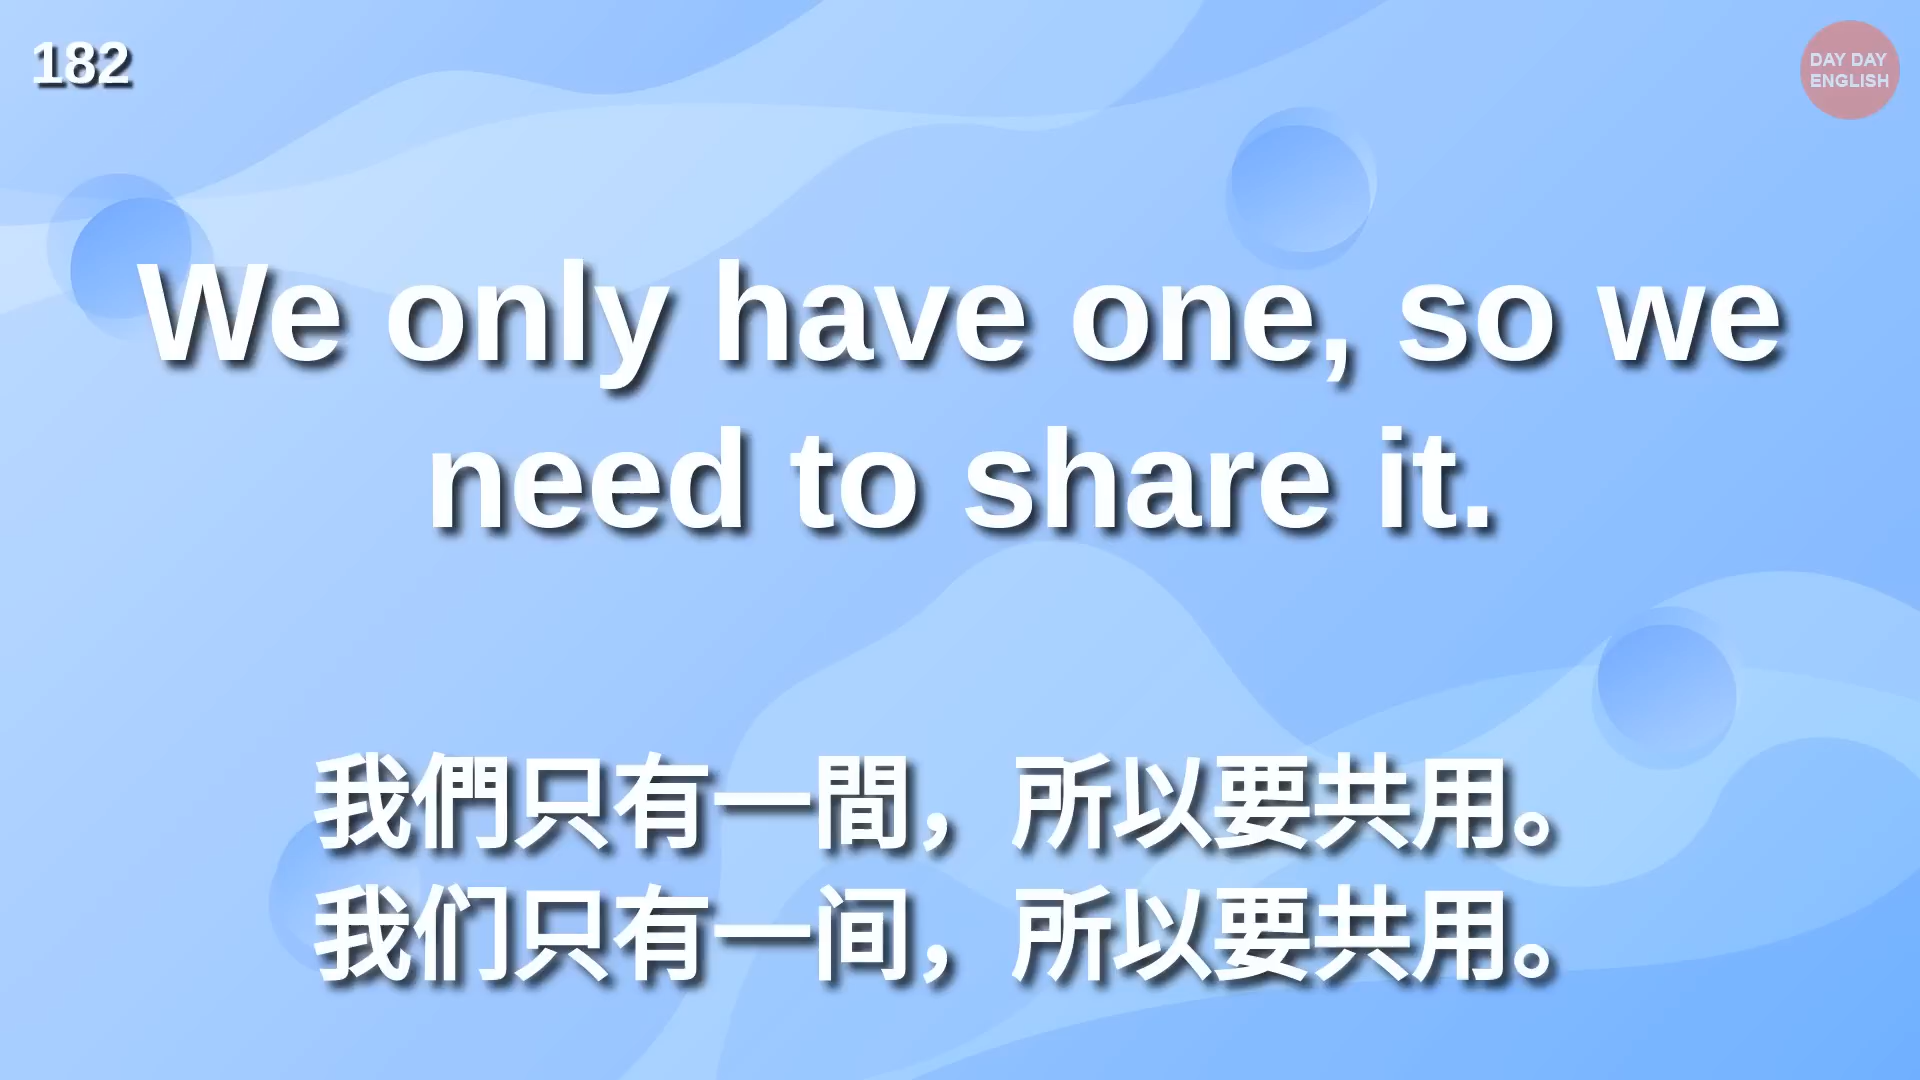 182
DAY DAY
ENGLISH
We only have one, so we
need to share it.
我們只有一間，所以要共用。
我们只有一间，所以要共用。